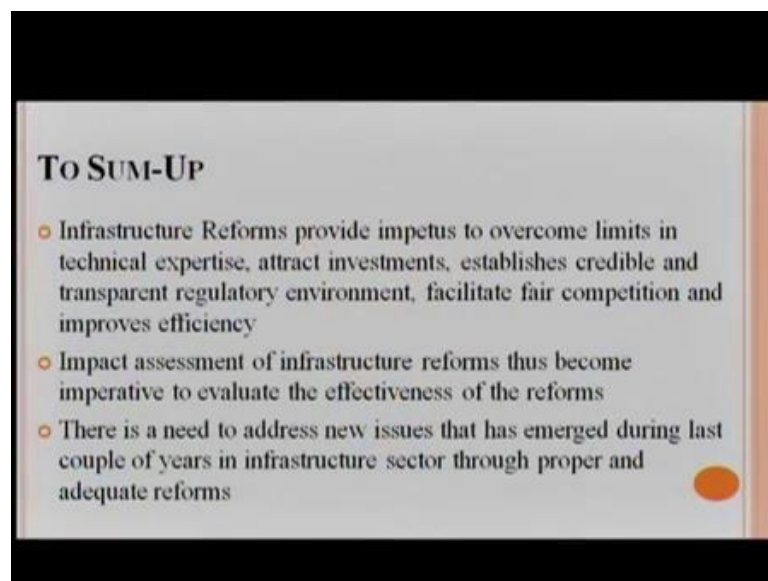 TO SUM-UP
Infrastructure Reforms provide impetus to overcome limits in
technical expertise, attract investments, establishes credible and
transparent regulatory environment, facilitate fair competition and
improves efficiency
Impact assessment of infrastructure reforms thus become
imperative to evaluate the effectiveness of the reforms
There is a need to address new issues that has emerged during last
couple of years in infrastructure sector through proper and
adequate reforms